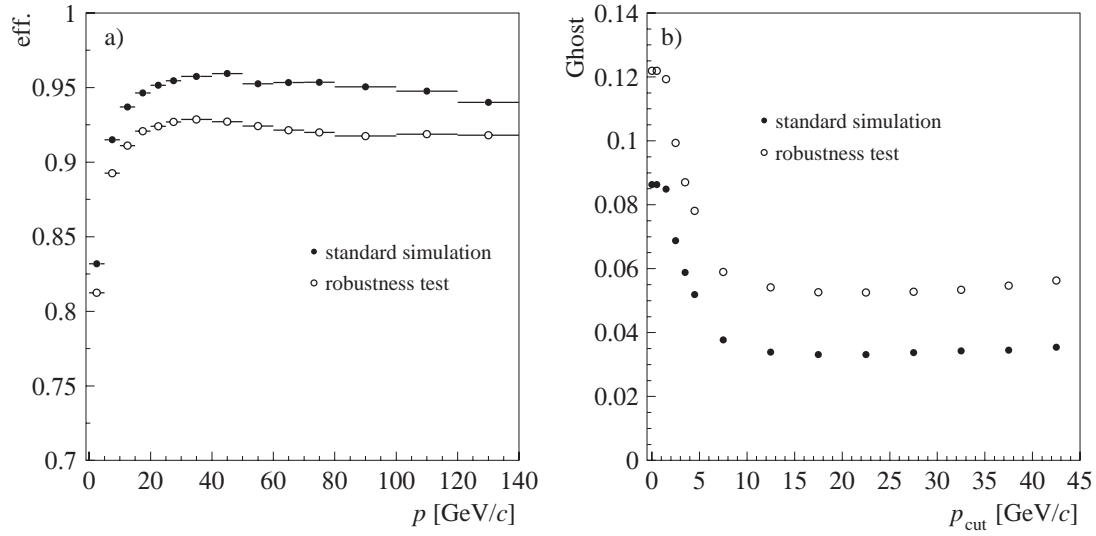 a)
eff.
1
0.95
0.9
0.85
0.8
0.75
0.7
standard simulation
robustness test
0 20 40 60 80 100 120 140
p [GeV/c]
b)
Ghost
0.14
0.12
0.1
0.08
0.06
0.04
0.02
0
standard simulation
robustness test
0 5 10 15 20 25 30 35 40 45
p_cut [GeV/c]